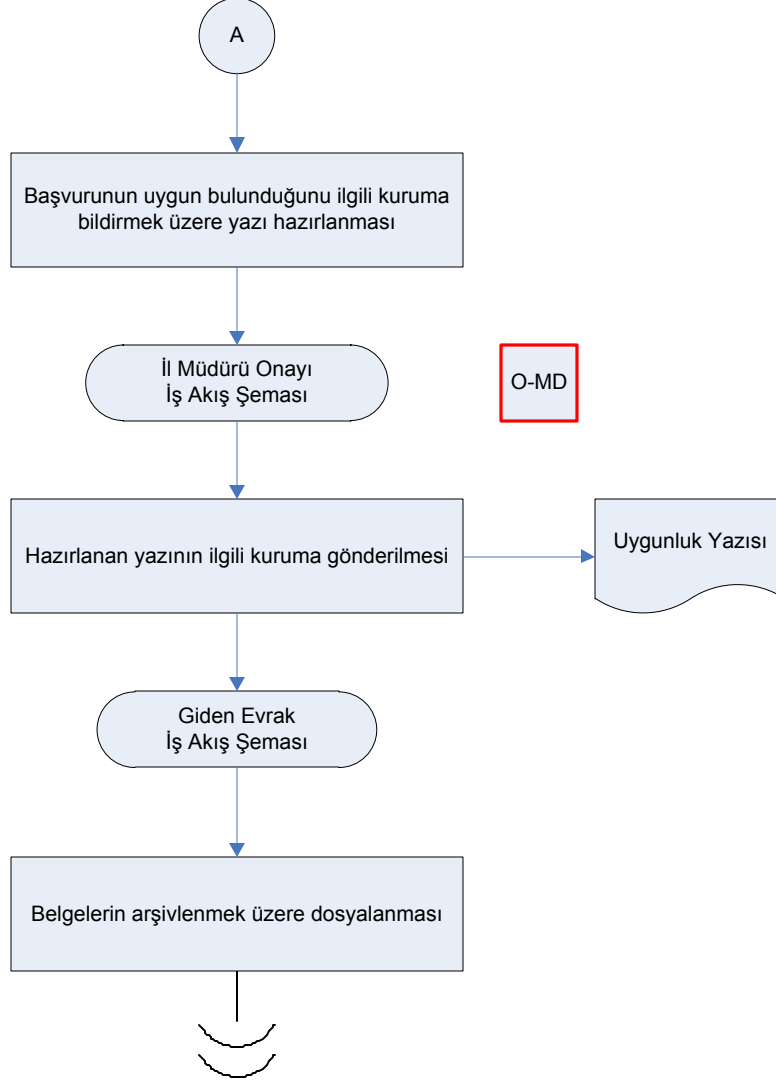 A
Başvurunun uygun bulunduğunu ilgili kuruma
bildirmek üzere yazı hazırlanması
İl Müdürü Onayı
İş Akış Şeması
O-MD
Hazırlanan yazının ilgili kuruma gönderilmesi
Uygunluk Yazısı
Giden Evrak
İş Akış Şeması
Belgelerin arşivlenmek üzere dosyalanması